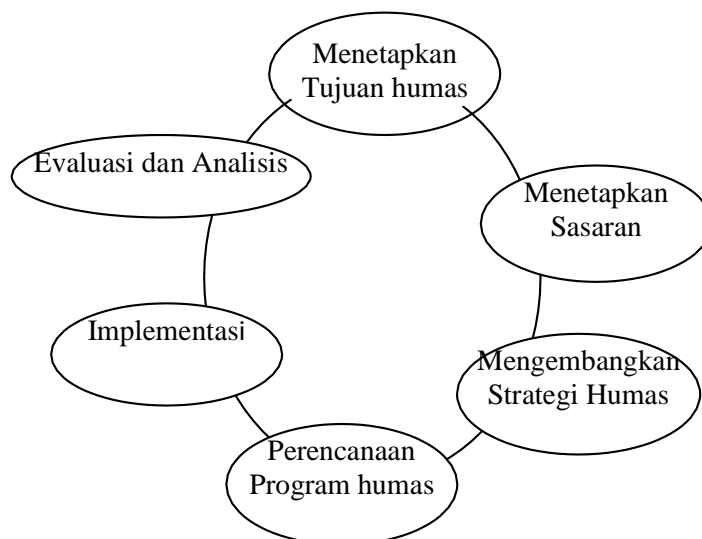 Menetapkan
Tujuan humas
Menetapkan
Sasaran
Mengembangkan
Strategi Humas
Perencanaan
Program humas
Implementasi
Evaluasi dan Analisis